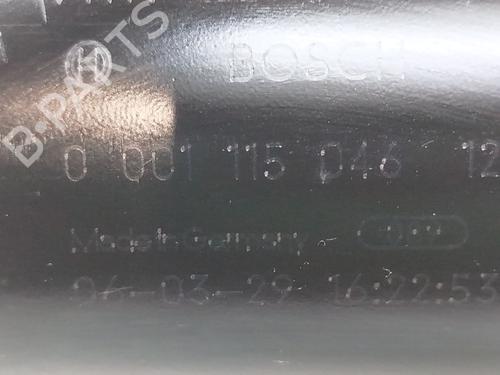 BOSCH
0 001 115 046 12
Made in Germany
96-03-29 16:22:53
B-PARTS